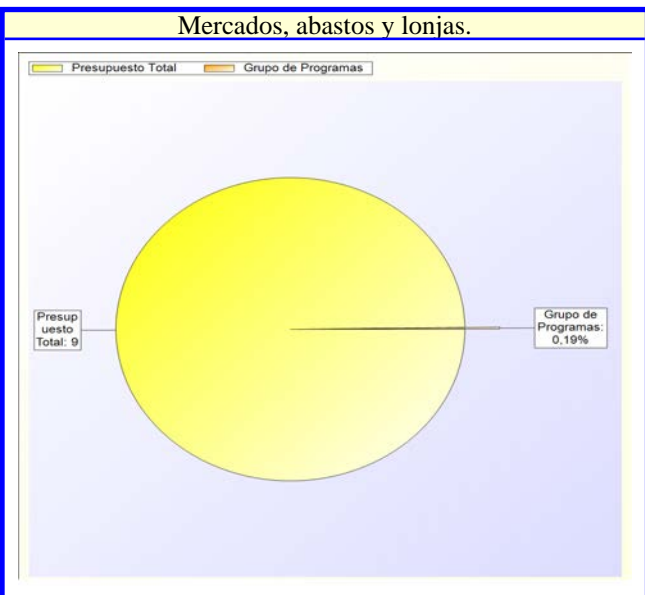 Mercados, abastos y lonjas.
Presupuesto Total
Grupo de Programas
Presup
uesto
Total: 9
Grupo de
Programas:
0,19%